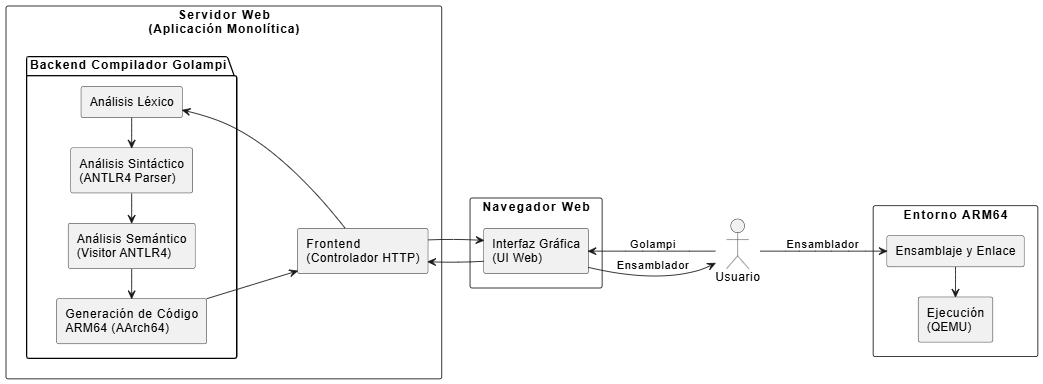 Servidor Web
(Aplicación Monolítica)
Backend Compilador Golampi
Análisis Léxico
Análisis Sintáctico
(ANTLR4 Parser)
Análisis Semántico
(Visitor ANTLR4)
Generación de Código
ARM64 (AArch64)
Frontend
(Controlador HTTP)
Navegador Web
Interfaz Gráfica
(UI Web)
Golampi
Ensamblador
Usuario
Ensamblador
Entorno ARM64
Ensamblaje y Enlace
Ejecución
(QEMU)